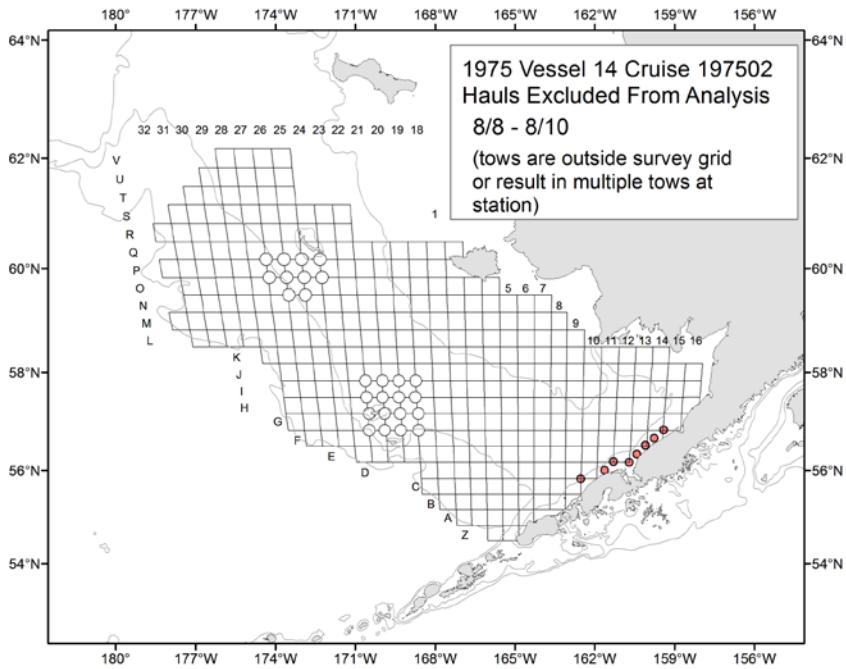 180° 177°W 174°W 171°W 168°W 165°W 162°W 159°W 156°W
64°N 64°N
1975 Vessel 14 Cruise 197502
Hauls Excluded From Analysis
8/8 - 8/10
(tows are outside survey grid
or result in multiple tows at
station)
32 31 30 29 28 27 26 25 24 23 22 21 20 19 18
62°N 62°N
V
U
T
S
1
R
Q
60°N 60°N
P
O
5 6 7
N
8
M
9
L
10 11 12 13 14 15 16
K
58°N 58°N
J
I
H
G
F
E
56°N 56°N
D
C
B
A
Z
54°N 54°N
180° 177°W 174°W 171°W 168°W 165°W 162°W 159°W 156°W